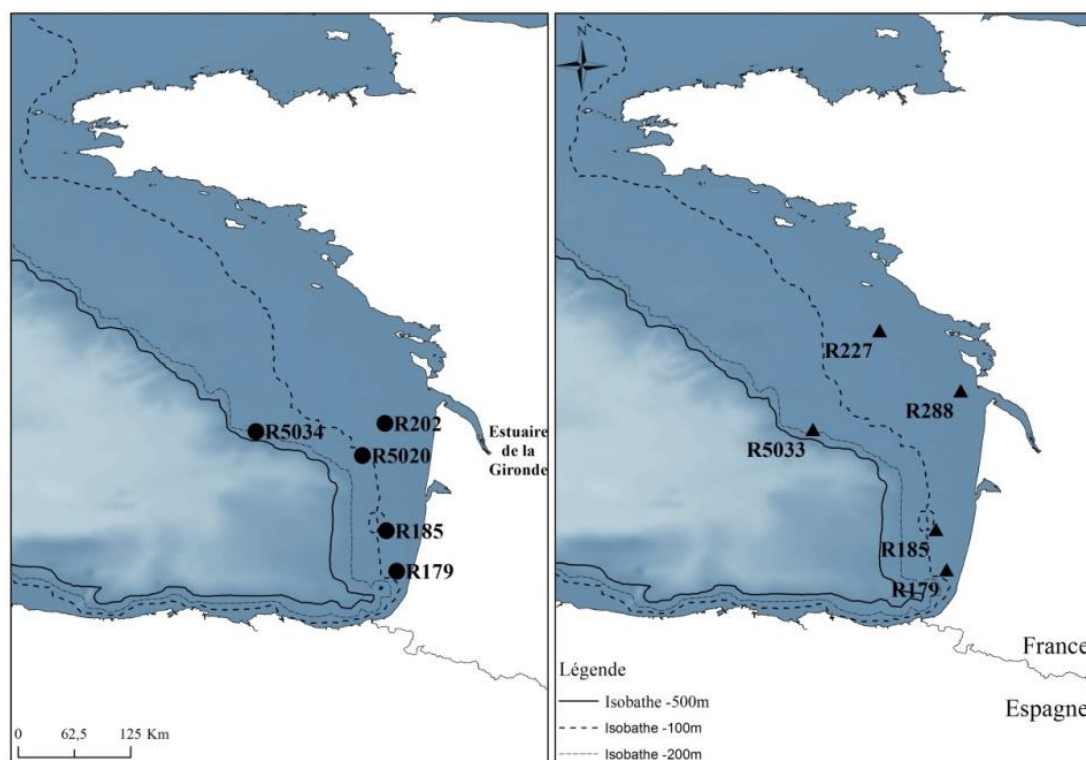 R202
R5034
R5020
Estuaire
de la
Gironde
R185
R179
0 62,5 125 Km
N
R227
R288
R5033
R185
R179
France
Espagne
Légende
Isobathe -500m
Isobathe -100m
Isobathe -200m